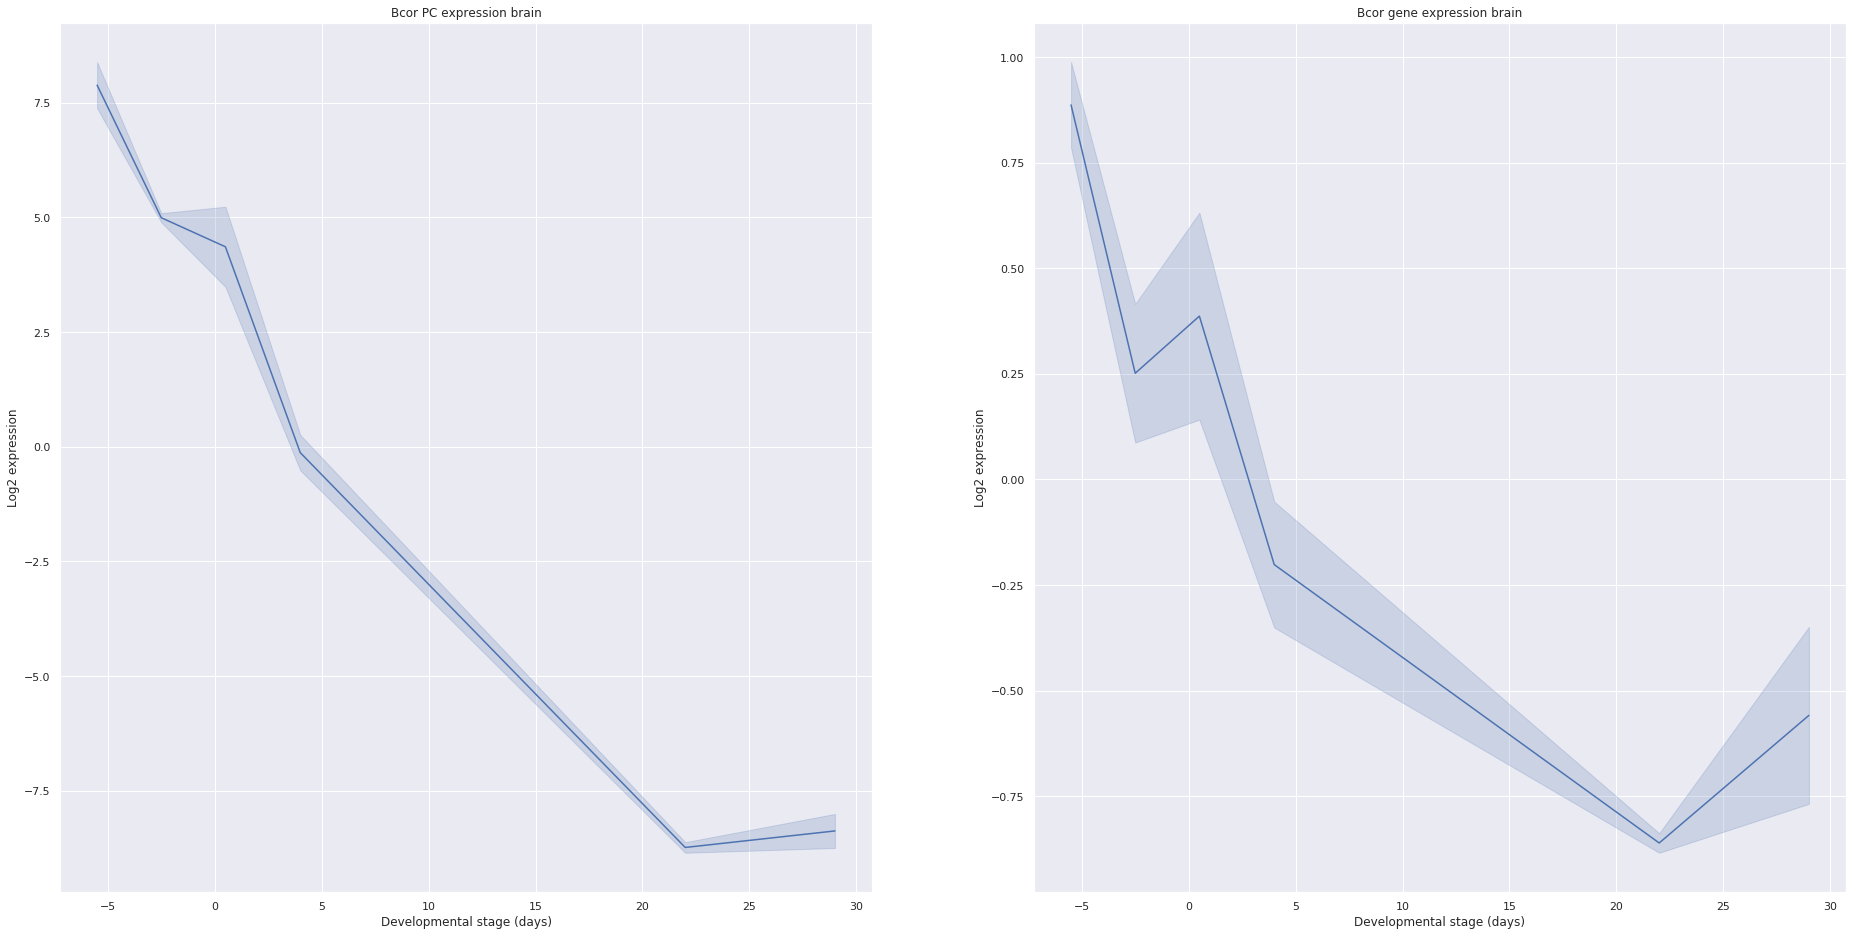 Bcor PC expression brain
Log2 expression
7.5
5.0
2.5
0.0
−2.5
−5.0
−7.5
−5 0 5 10 15 20 25 30
Developmental stage (days)
Bcor gene expression brain
Log2 expression
1.00
0.75
0.50
0.25
0.00
−0.25
−0.50
−0.75
−5 0 5 10 15 20 25 30
Developmental stage (days)